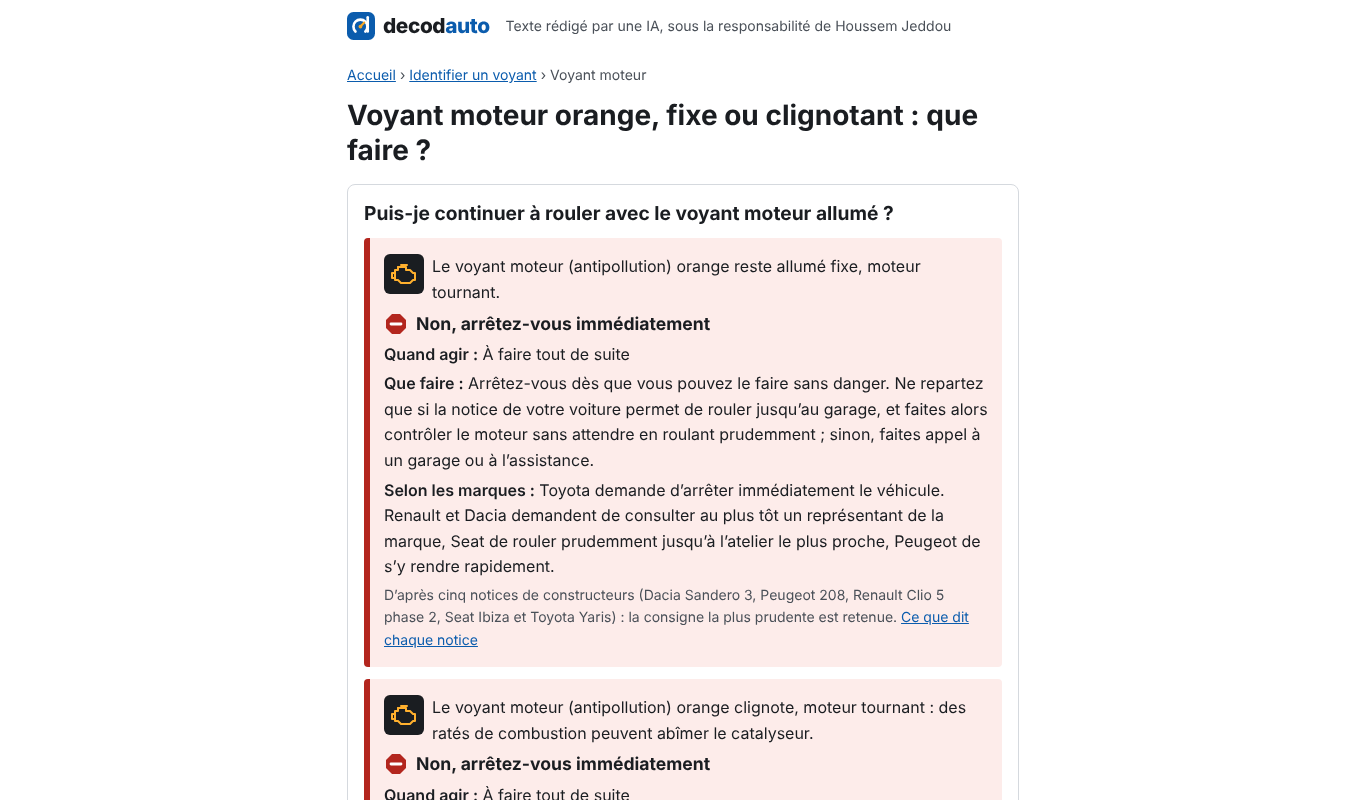 decodauto Texte rédigé par une IA, sous la responsabilité de Houssem Jeddou
Accueil › Identifier un voyant › Voyant moteur
Voyant moteur orange, fixe ou clignotant : que
faire ?
Puis-je continuer à rouler avec le voyant moteur allumé ?
Le voyant moteur (antipollution) orange reste allumé fixe, moteur
tournant.
Non, arrêtez-vous immédiatement
Quand agir : À faire tout de suite
Que faire : Arrêtez-vous dès que vous pouvez le faire sans danger. Ne repartez
que si la notice de votre voiture permet de rouler jusqu’au garage, et faites alors
contrôler le moteur sans attendre en roulant prudemment ; sinon, faites appel à
un garage ou à l’assistance.
Selon les marques : Toyota demande d’arrêter immédiatement le véhicule.
Renault et Dacia demandent de consulter au plus tôt un représentant de la
marque, Seat de rouler prudemment jusqu’à l’atelier le plus proche, Peugeot de
s’y rendre rapidement.
D’après cinq notices de constructeurs (Dacia Sandero 3, Peugeot 208, Renault Clio 5
phase 2, Seat Ibiza et Toyota Yaris) : la consigne la plus prudente est retenue. Ce que dit
chaque notice
Le voyant moteur (antipollution) orange clignote, moteur tournant : des
ratés de combustion peuvent abîmer le catalyseur.
Non, arrêtez-vous immédiatement
Quand agir : À faire tout de suite